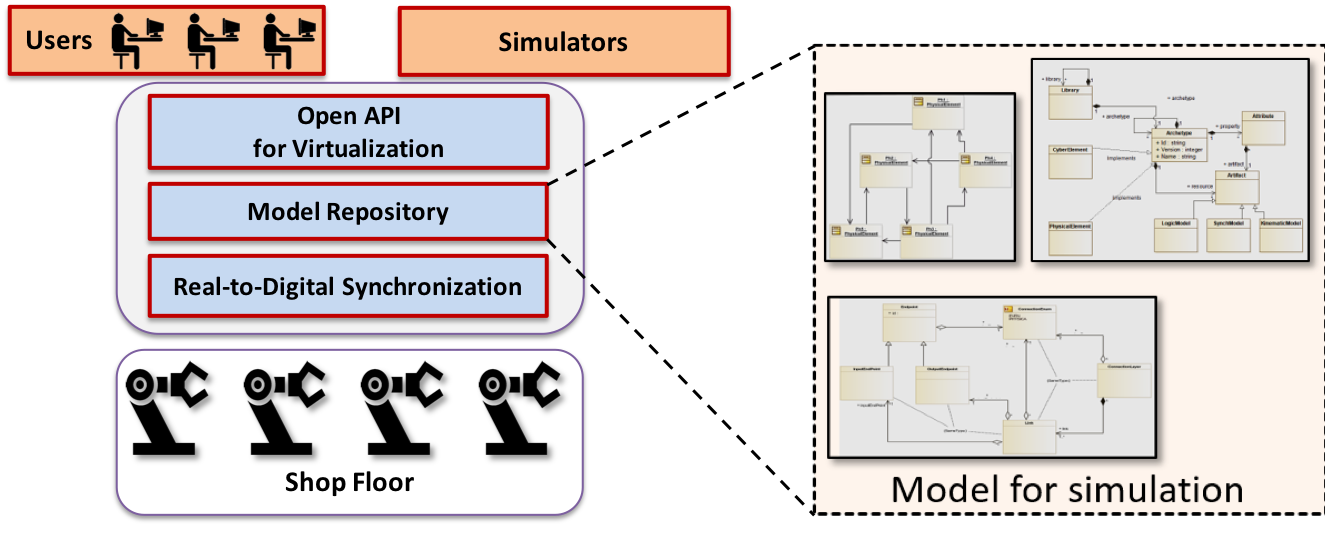 Users
Simulators
Open API
for Virtualization
Model Repository
Real-to-Digital Synchronization
Shop Floor
PhysicalElement
PhysicalElement
PhysicalElement
PhysicalElement
PhysicalElement
+ library
Library
= archetype
+ archetype
Archetype
+ Id : string
+ Version : integer
+ Name : string
+ property
Attribute
CyberElement
Implements
+ artifact
Artifact
+ resource
Implements
PhysicalElement
LogicModel
SynchModel
KinematicModel
Endpoint
InputEndPoint
OutputEndpoint
ConnectionLayer
Link
Model for simulation